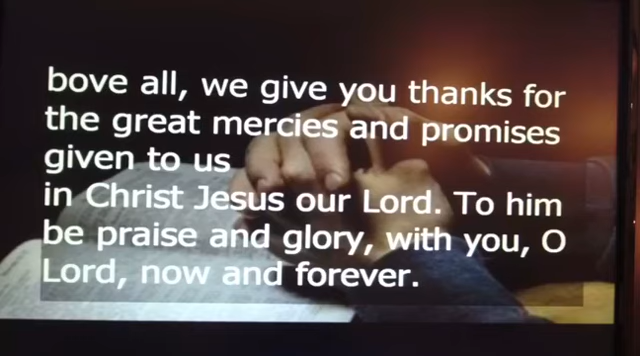 bove all, we give you thanks for
the great mercies and promises
given to us
in Christ Jesus our Lord. To him
be praise and glory, with you, O
Lord, now and forever.